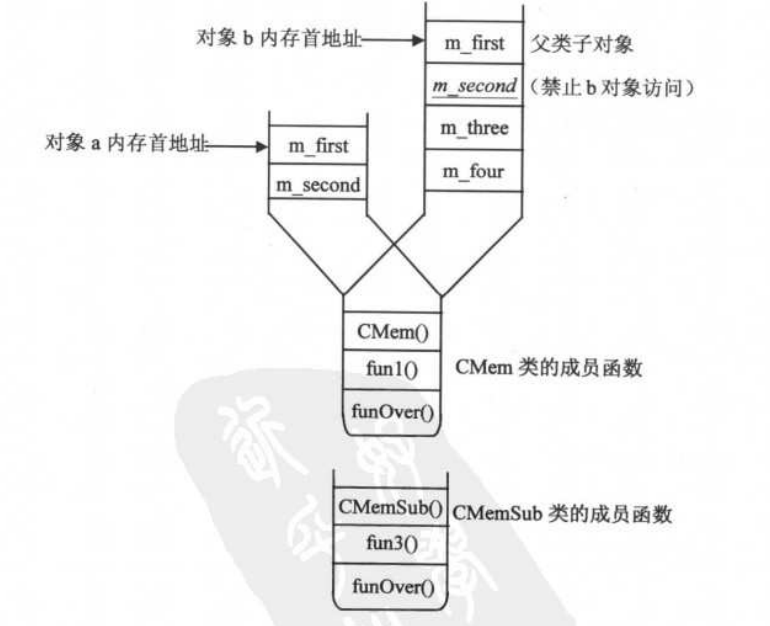 对象 b 内存首地址
m_first 父类子对象
m_second（禁止 b 对象访问）
m_three
m_four
对象 a 内存首地址
m_first
m_second
CMem()
fun1() CMem 类的成员函数
funOver()
CMemSub() CMemSub 类的成员函数
fun3()
funOver()